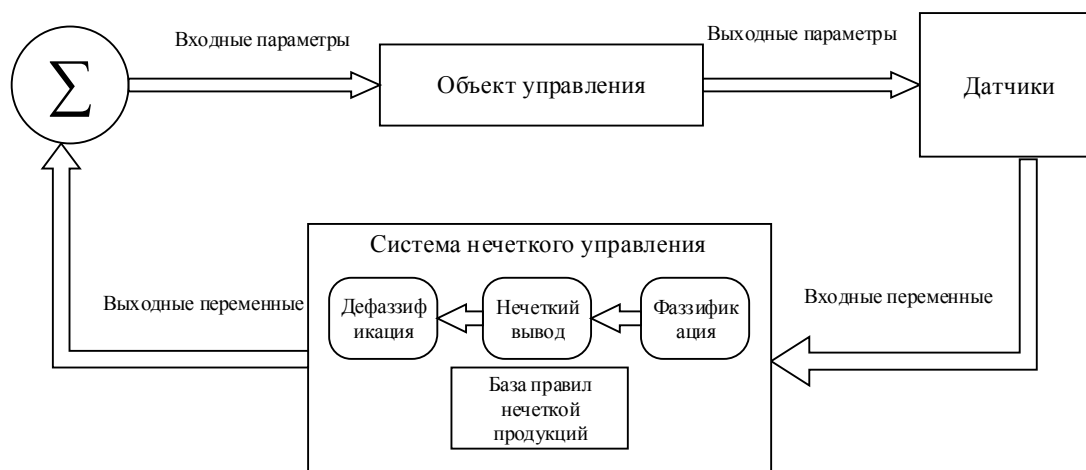 Входные параметры
Выходные параметры
∑
Объект управления
Датчики
Система нечеткого управления
Выходные переменные
Входные переменные
Дефаззиф
икация
Нечеткий
вывод
Фаззифик
ация
База правил
нечеткой
продукций